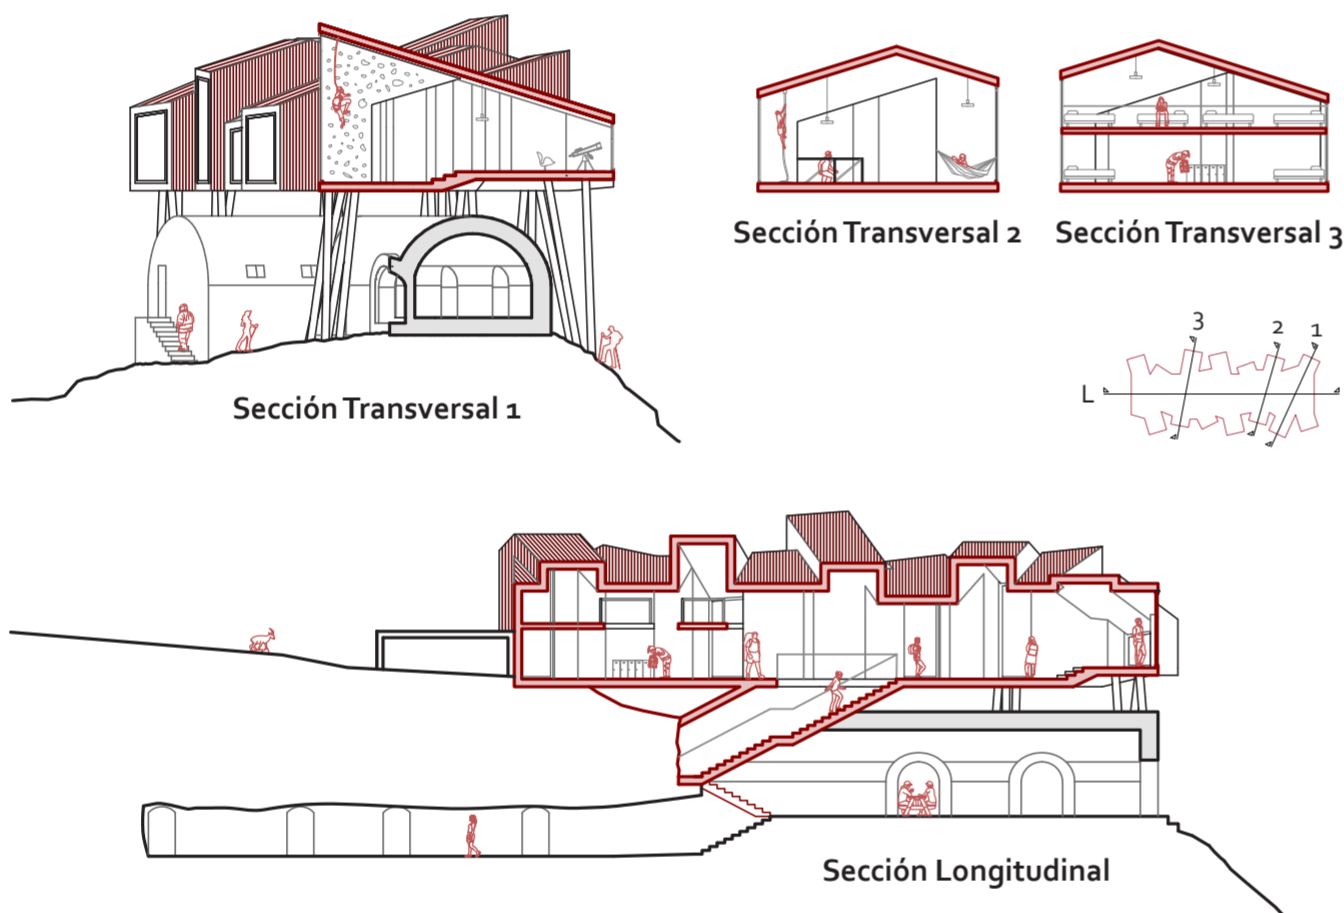 Sección Transversal 2
Sección Transversal 3
3
2
1
L
Sección Transversal 1
Sección Longitudinal